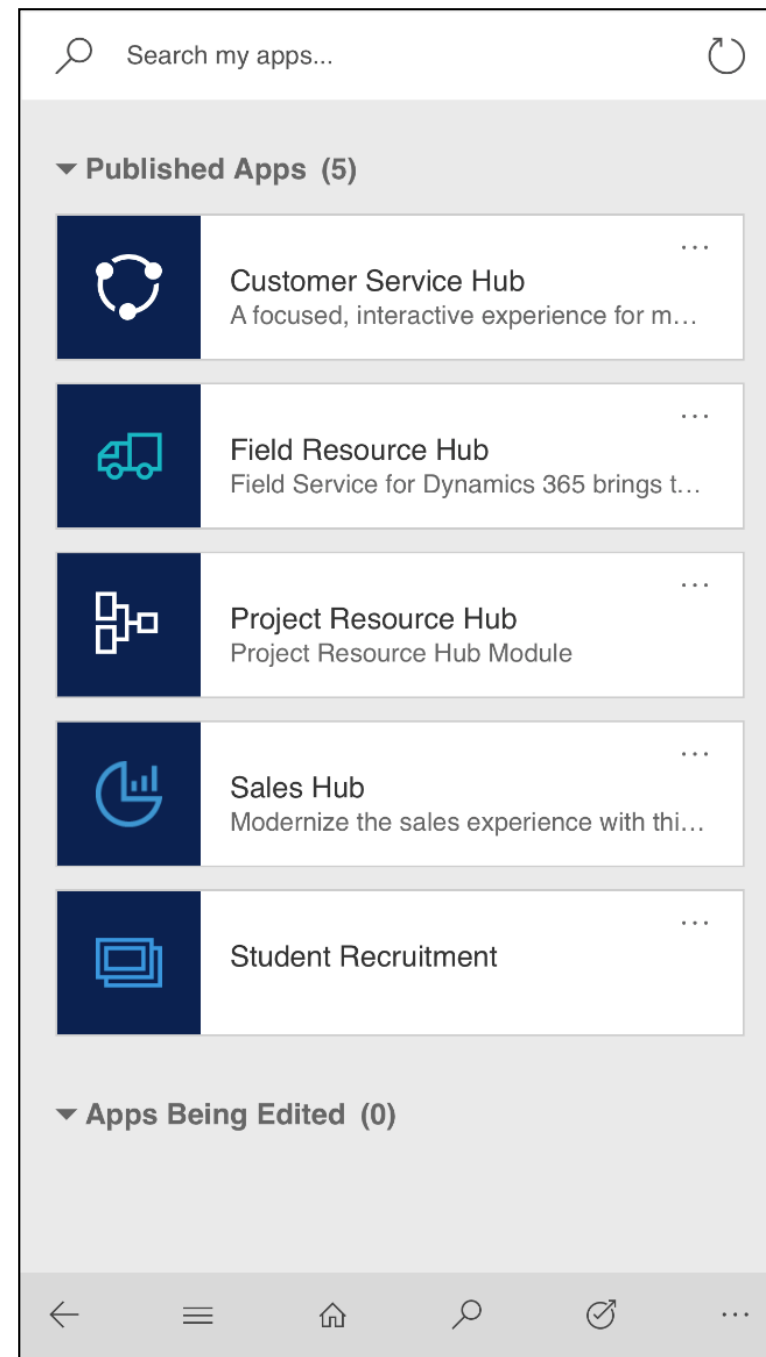 Search my apps...
Published Apps (5)
...
Customer Service Hub
A focused, interactive experience for m...
...
Field Resource Hub
Field Service for Dynamics 365 brings t...
...
Project Resource Hub
Project Resource Hub Module
...
Sales Hub
Modernize the sales experience with thi...
...
Student Recruitment
Apps Being Edited (0)
...